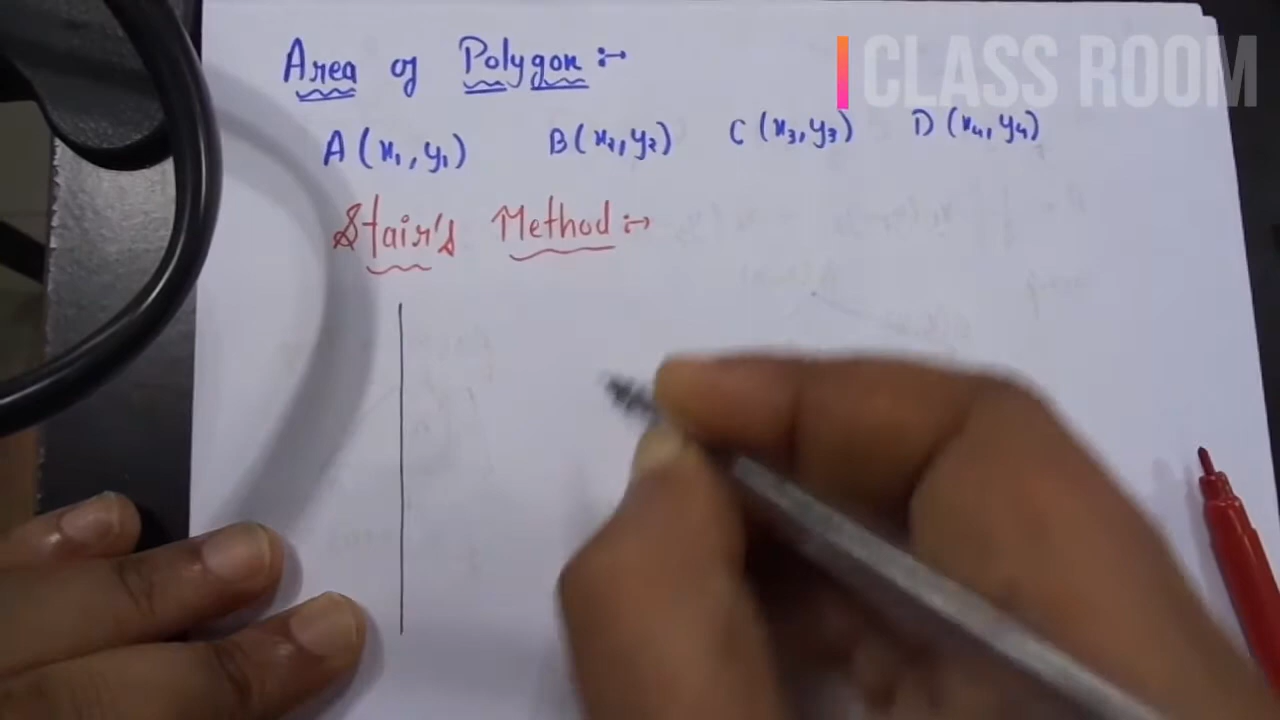 CLASS ROOM
Area of Polygon :→
A (x₁, y₁) B (x₂, y₂) C (x₃, y₃) D (x₄, y₄)
Stair's Method :→